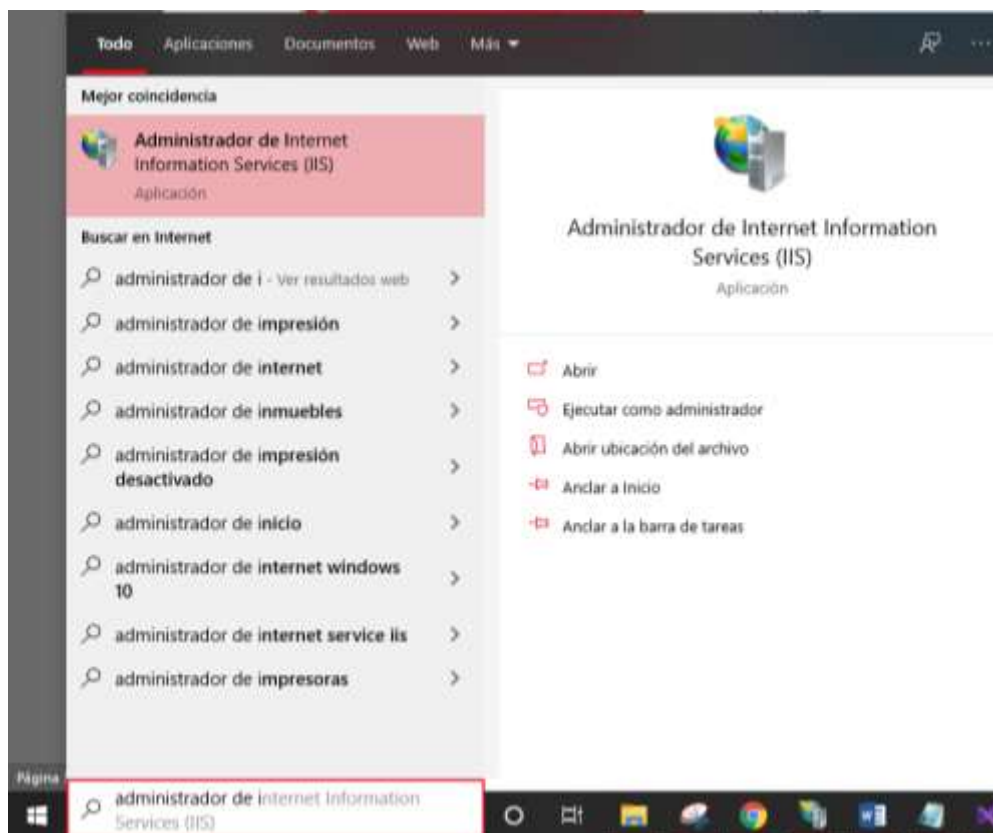 Todo Aplicaciones Documentos Web Más
Mejor coincidencia
Administrador de Internet
Information Services (IIS)
Aplicación
Buscar en Internet
administrador de i - Ver resultados web
administrador de impresión
administrador de internet
administrador de inmuebles
administrador de impresión
desactivado
administrador de inicio
administrador de internet windows
10
administrador de internet service iis
administrador de impresoras
Administrador de Internet Information
Services (IIS)
Aplicación
Abrir
Ejecutar como administrador
Abrir ubicación del archivo
Anclar a Inicio
Anclar a la barra de tareas
Página
administrador de internet Information
Services (IIS)